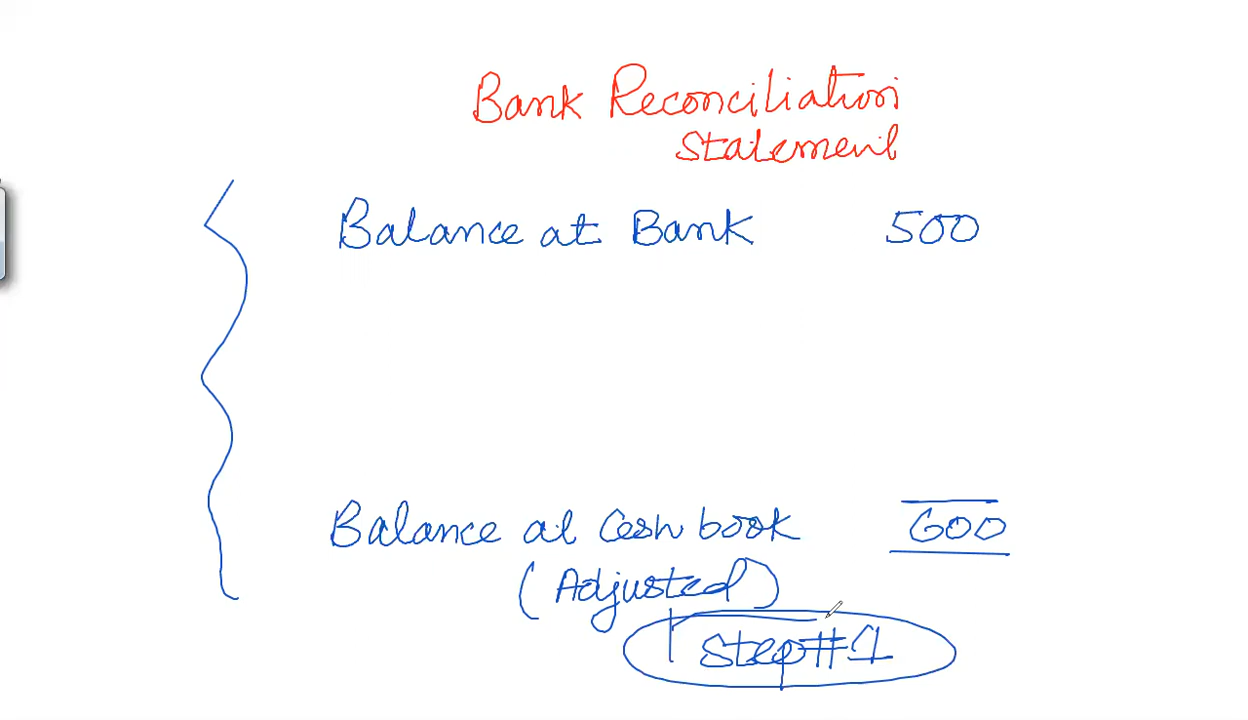 Bank Reconciliation
Statement
Balance at Bank 500
Balance at Cash book 600
(Adjusted)
Step#1